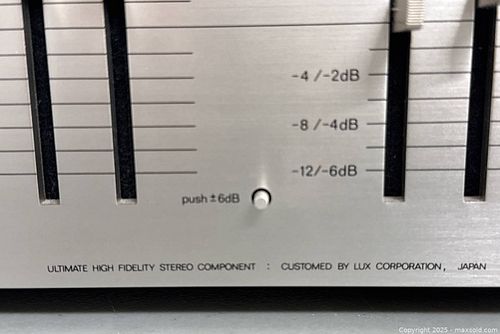 -4/-2dB
-8/-4dB
-12/-6dB
push ±6dB
ULTIMATE HIGH FIDELITY STEREO COMPONENT : CUSTOMED BY LUX CORPORATION, JAPAN
Copyright 2025 - maxsold.com